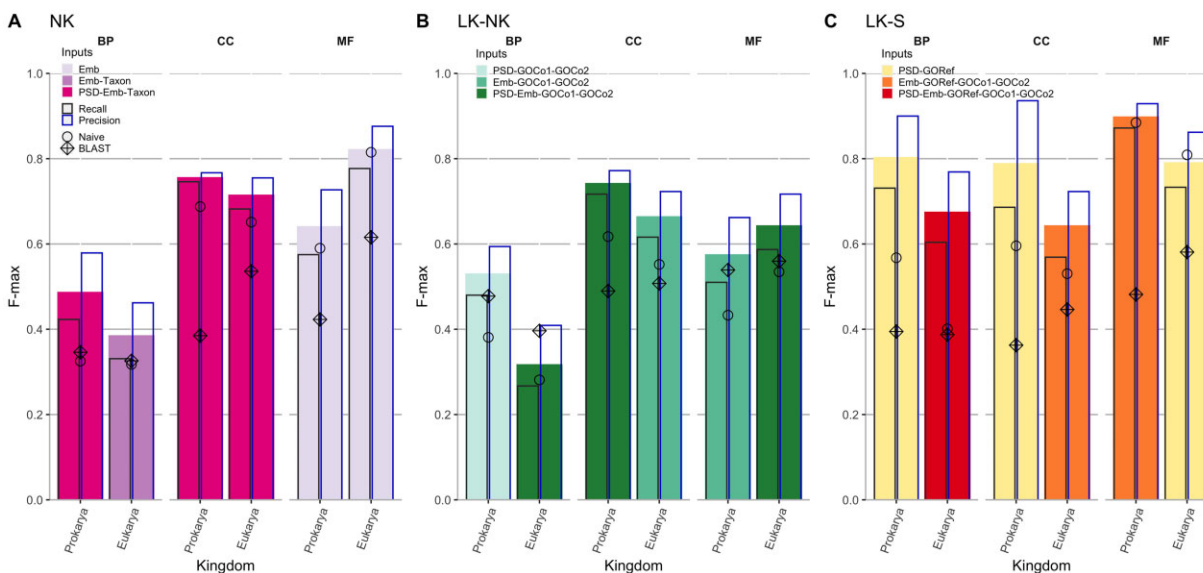 A NK
BP CC MF
Inputs
Emb
Emb-Taxon
PSD-Emb-Taxon
Recall
Precision
Naive
BLAST
F-max
1.0
0.8
0.6
0.4
0.2
0.0
Prokarya Eukarya Prokarya Eukarya Prokarya Eukarya
Kingdom
B LK-NK
BP CC MF
Inputs
PSD-GOCo1-GOCo2
Emb-GOCo1-GOCo2
PSD-Emb-GOCo1-GOCo2
F-max
1.0
0.8
0.6
0.4
0.2
0.0
Prokarya Eukarya Prokarya Eukarya Prokarya Eukarya
Kingdom
C LK-S
BP CC MF
Inputs
PSD-GORef
Emb-GORef-GOCo1-GOCo2
PSD-Emb-GORef-GOCo1-GOCo2
F-max
1.0
0.8
0.6
0.4
0.2
0.0
Prokarya Eukarya Prokarya Eukarya Prokarya Eukarya
Kingdom